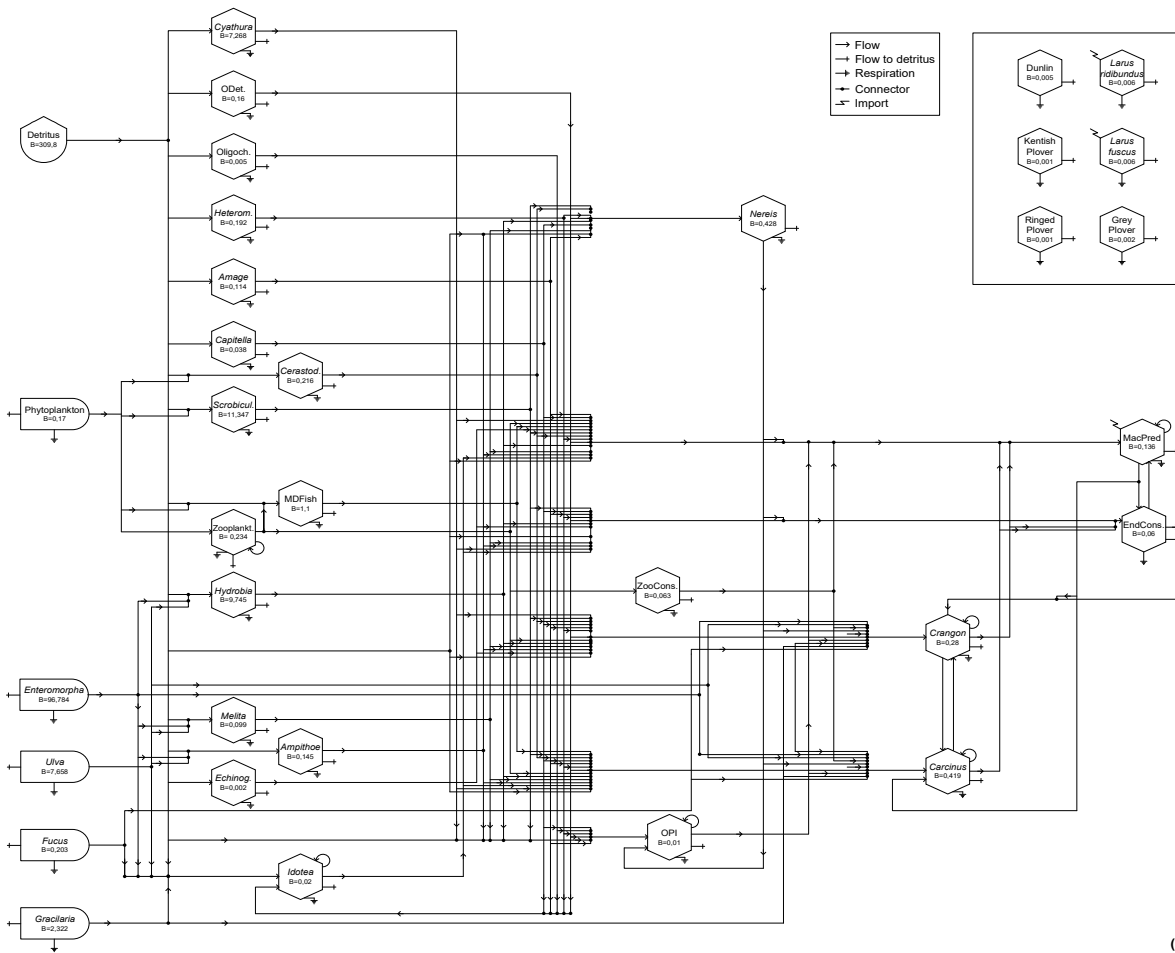 Cyathura
B=7,268
ODet.
B=0,16
Detritus
B=309,8
Oligoch.
B=0,005
Heterom.
B=0,192
Amage
B=0,114
Capitella
B=0,038
Cerastod.
B=0,216
Phytoplankton
B=0,17
Scrobicul.
B=11,347
MDFish
B=1,1
Zooplankt.
B= 0,234
Hydrobia
B=9,745
Enteromorpha
B=96,784
Melita
B=0,099
Ampithoe
B=0,145
Ulva
B=7,658
Echinog.
B=0,002
Fucus
B=0,203
Idotea
B=0,02
Gracilaria
B=2,322
Nereis
B=0,428
ZooCons.
B=0,063
OPI
B=0,01
Flow
Flow to detritus
Respiration
Connector
Import
Dunlin
B=0,005
Larus
ridibundus
B=0,006
Kentish
Plover
B=0,001
Larus
fuscus
B=0,006
Ringed
Plover
B=0,001
Grey
Plover
B=0,002
MacPred
B=0,136
EndCons.
B=0,06
Crangon
B=0,28
Carcinus
B=0,419
(